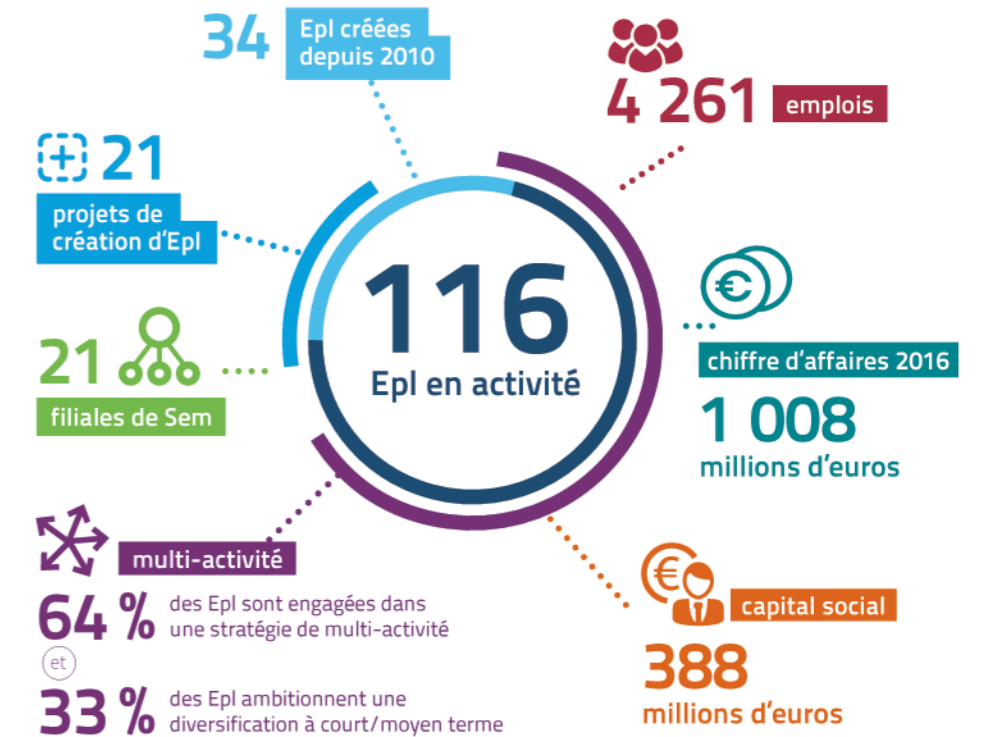 34
Epl créées
depuis 2010
4 261
emplois
21
projets de
création d'Epl
116
Epl en activité
€
chiffre d'affaires 2016
1 008
millions d'euros
21
filiales de Sem
multi-activité
64 %
des Epl sont engagées dans
une stratégie de multi-activité
et
33 %
des Epl ambitionnent une
diversification à court/moyen terme
€
capital social
388
millions d'euros